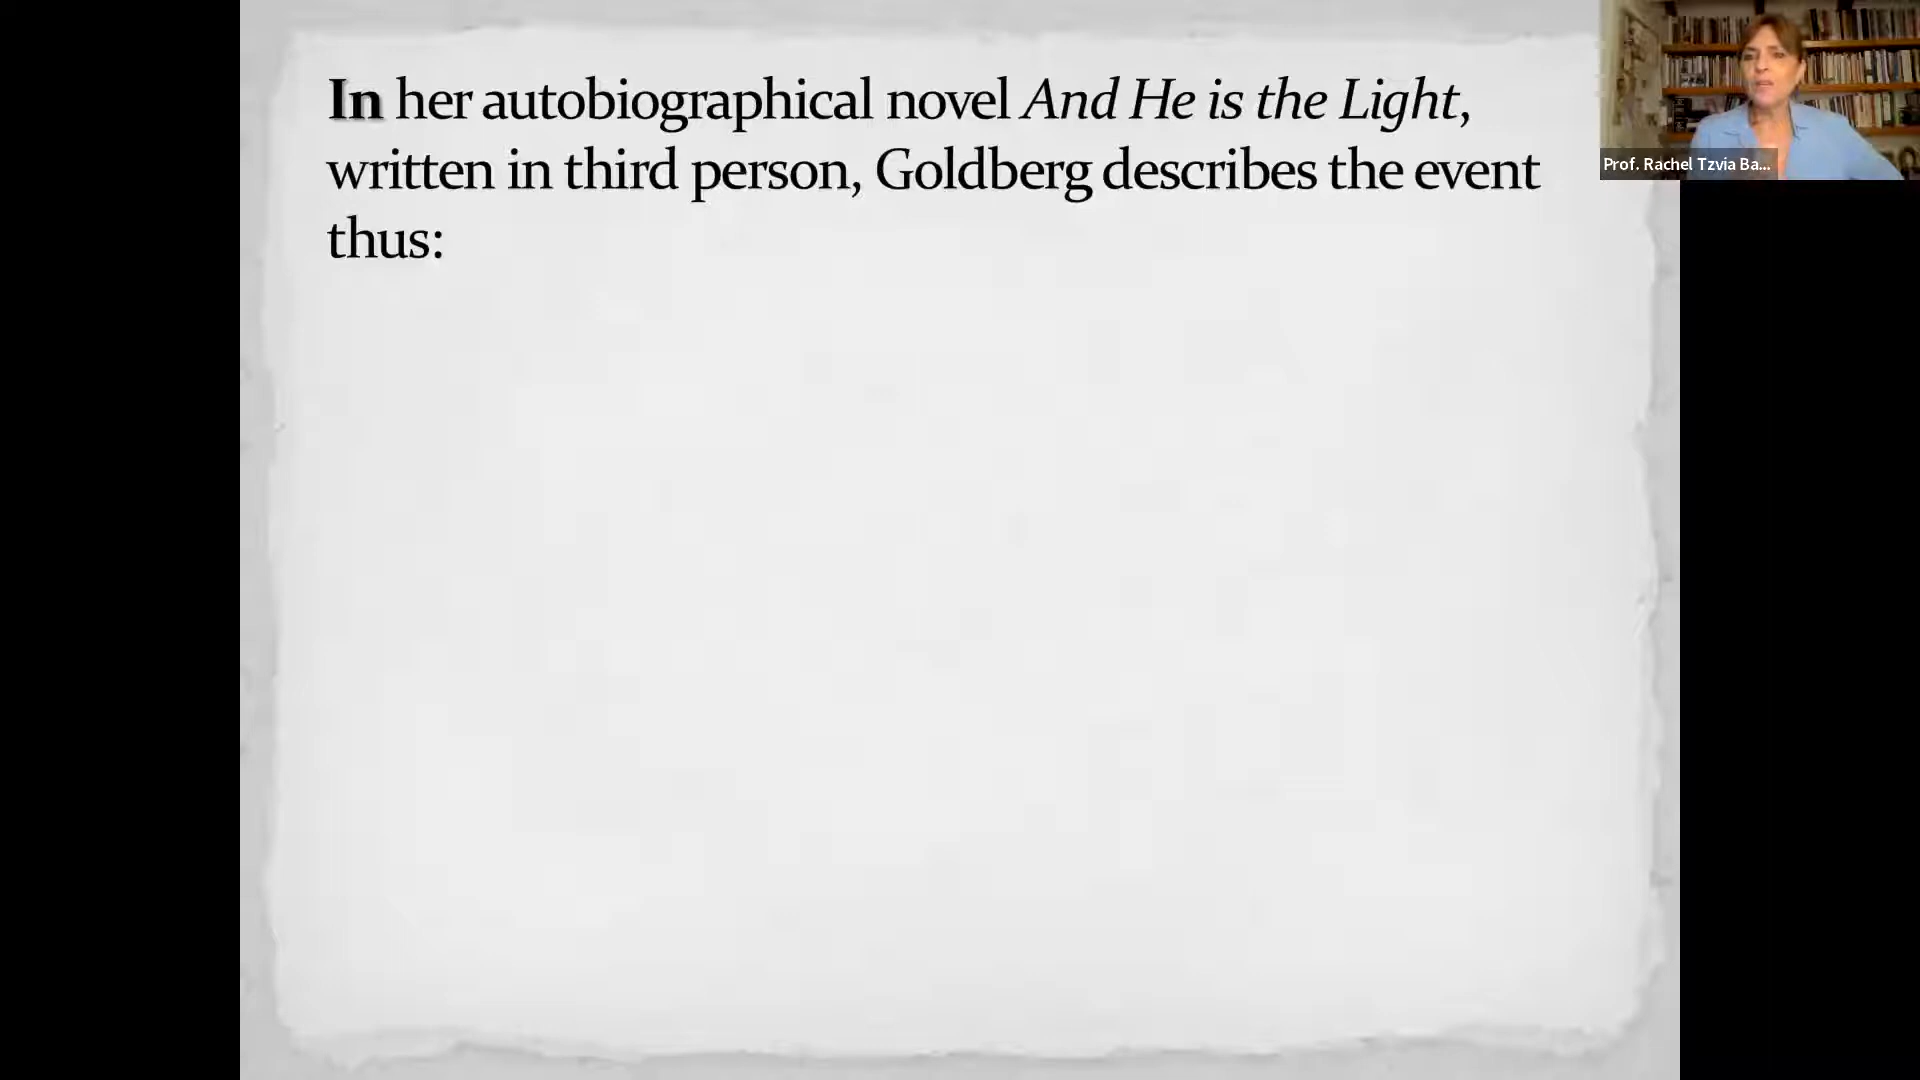 In her autobiographical novel And He is the Light,
written in third person, Goldberg describes the event
thus:
Prof. Rachel Tzvia Ba...